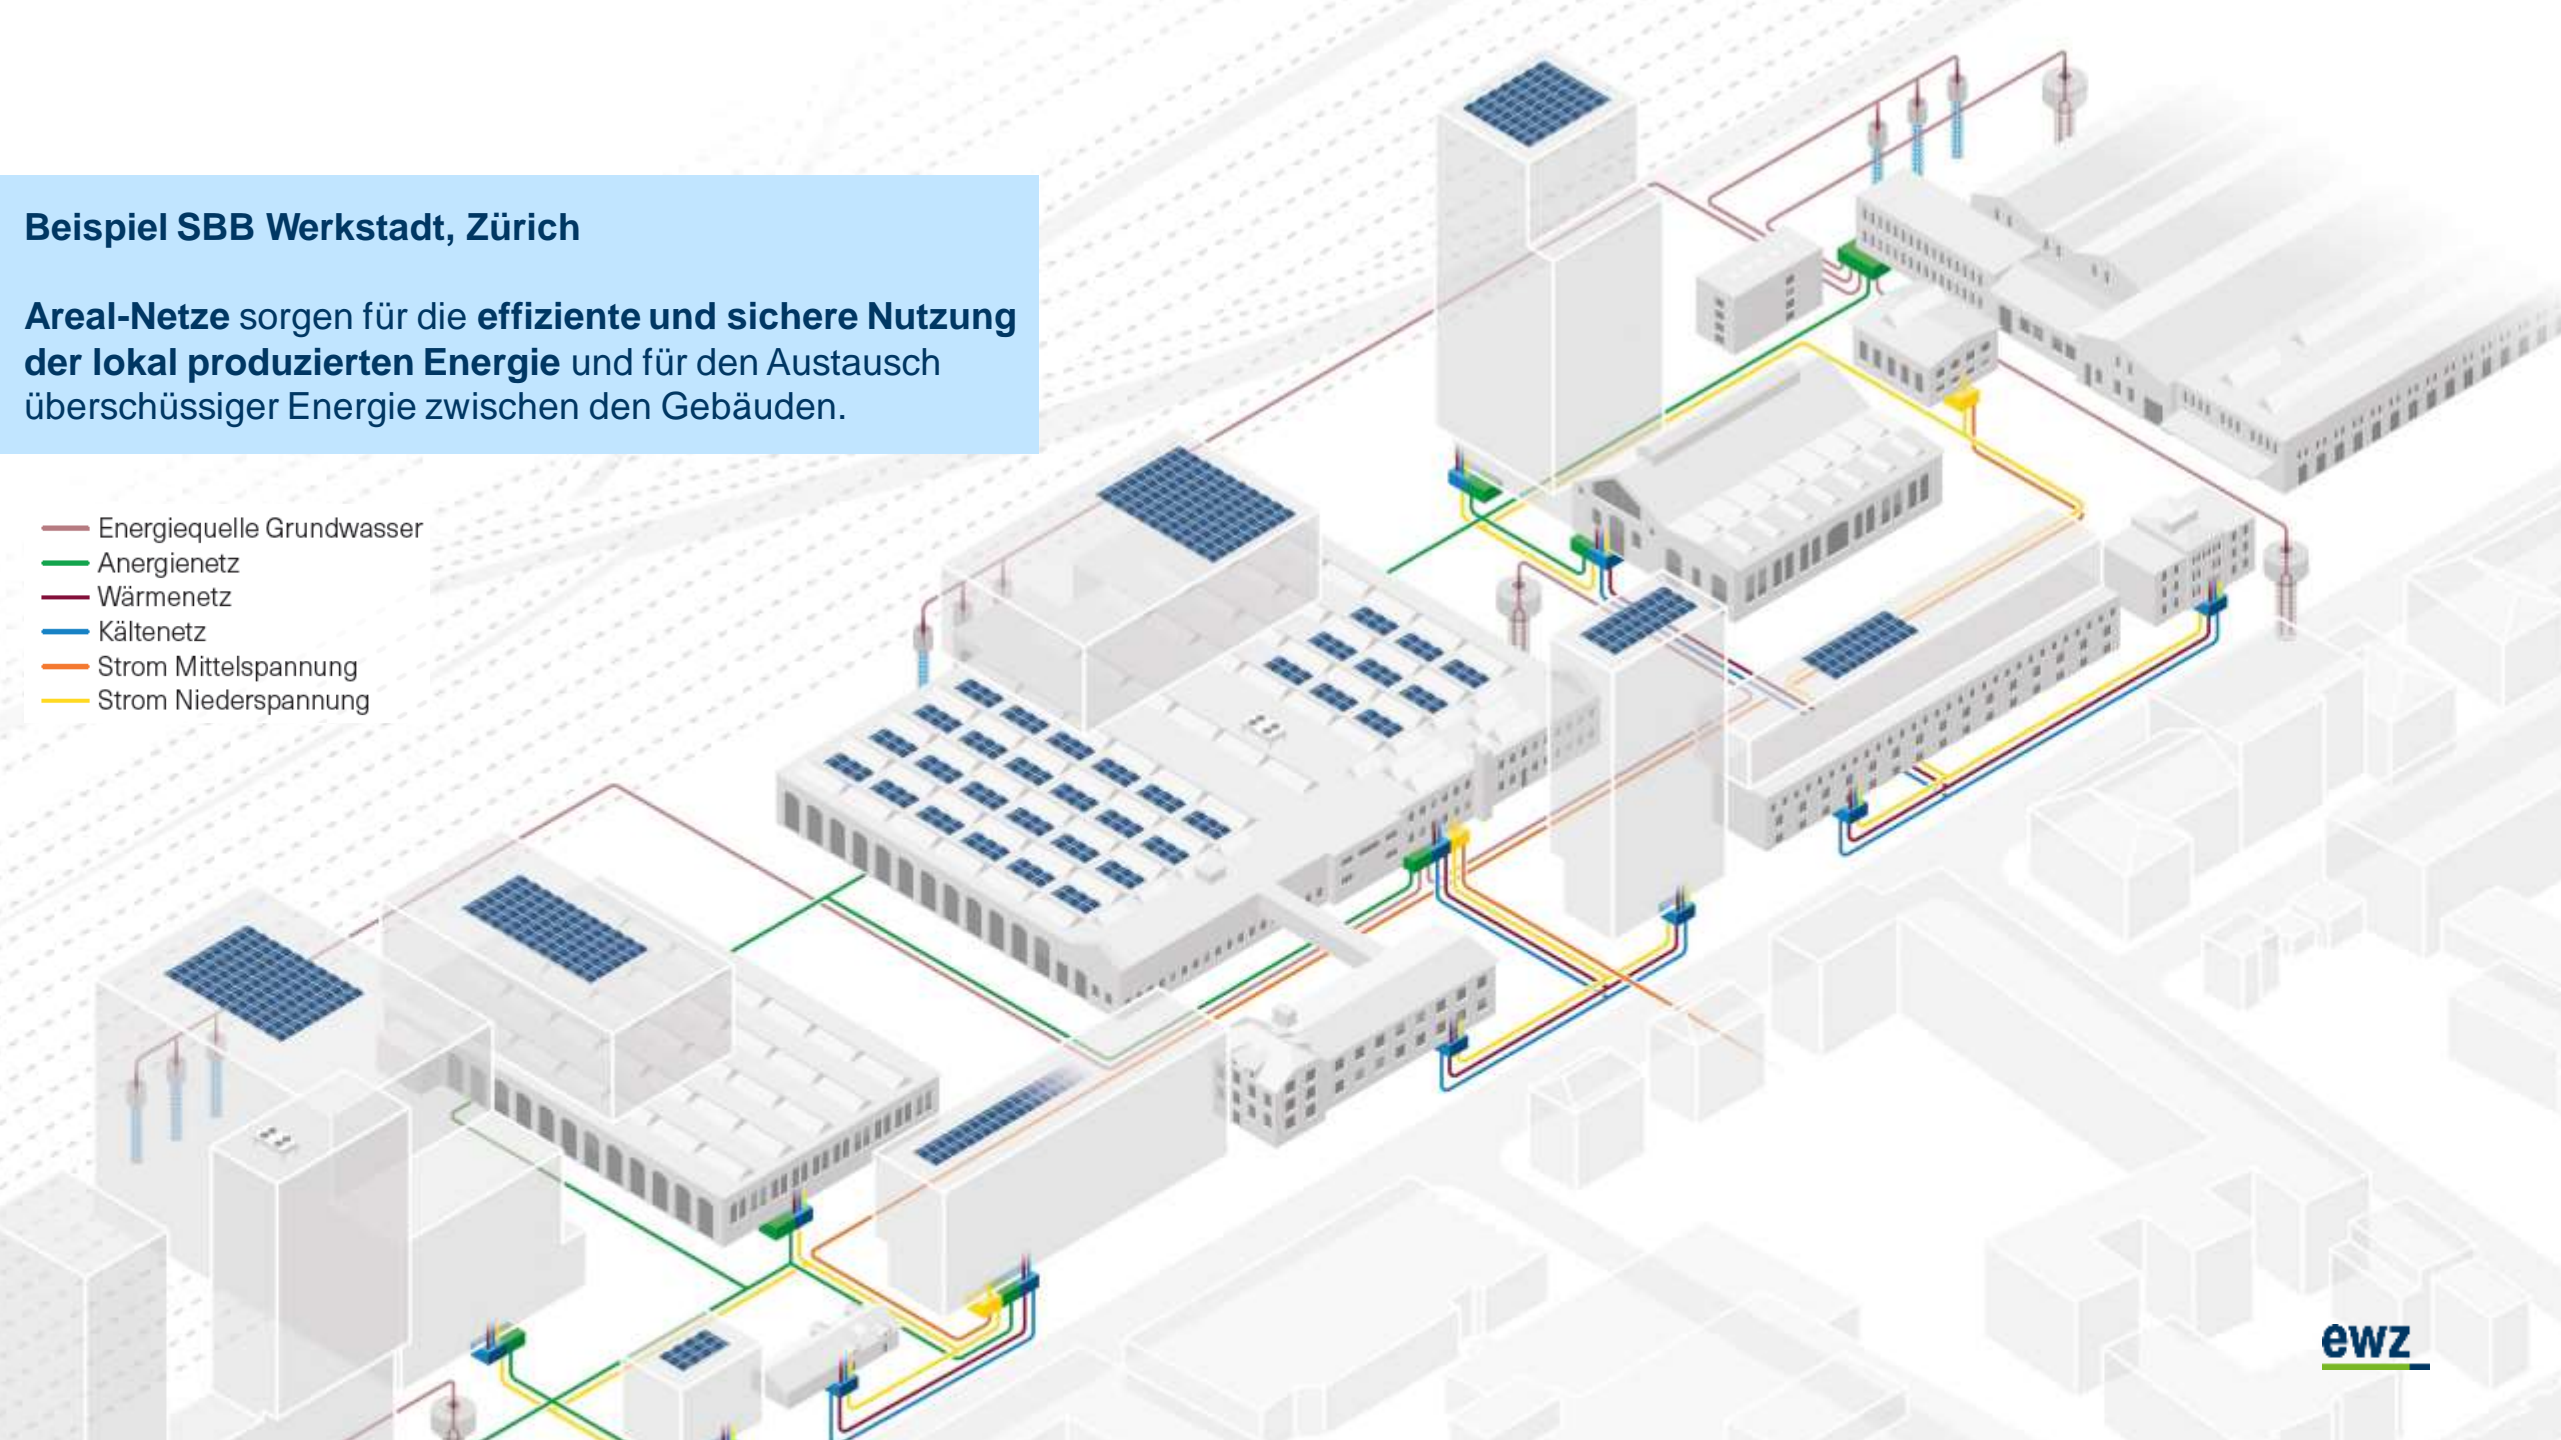 Beispiel SBB Werkstadt, Zürich
Areal-Netze sorgen für die effiziente und sichere Nutzung
der lokal produzierten Energie und für den Austausch
überschüssiger Energie zwischen den Gebäuden.
Energiequelle Grundwasser
Anergienetz
Wärmenetz
Kältenetz
Strom Mittelspannung
Strom Niederspannung
ewz